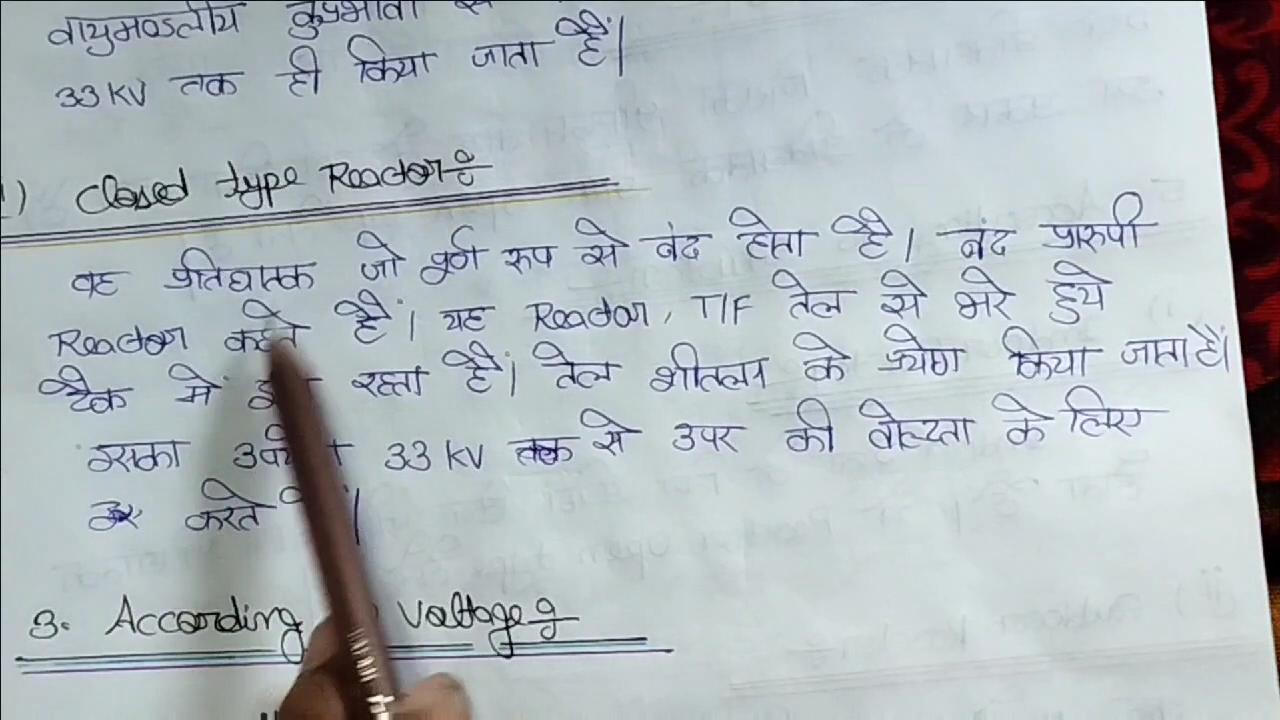 वायुमण्डलीय कुप्रभावो से
33 KV तक ही किया जाता हैं।
) Closed type Reactor :-
वह प्रतिघातक जो पूर्ण रुप से बंद होता है। बंद प्रारुपी
Reactor कहते हैं। यह Reactor, T/F तेल से भरे हुये
टैंक में रहता हैं। तेल शीतलन के प्रयोग किया जाता हैं।
इसका 33 KV तक से उपर की वोल्टता के लिए
करते
3. According Voltage :-